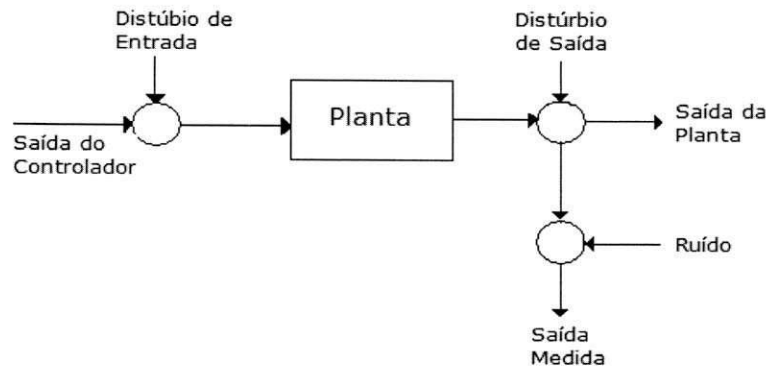 Distúbio de
Entrada
Distúrbio
de Saída
Planta
Saída da
Planta
Saída do
Controlador
Ruído
Saída
Medida